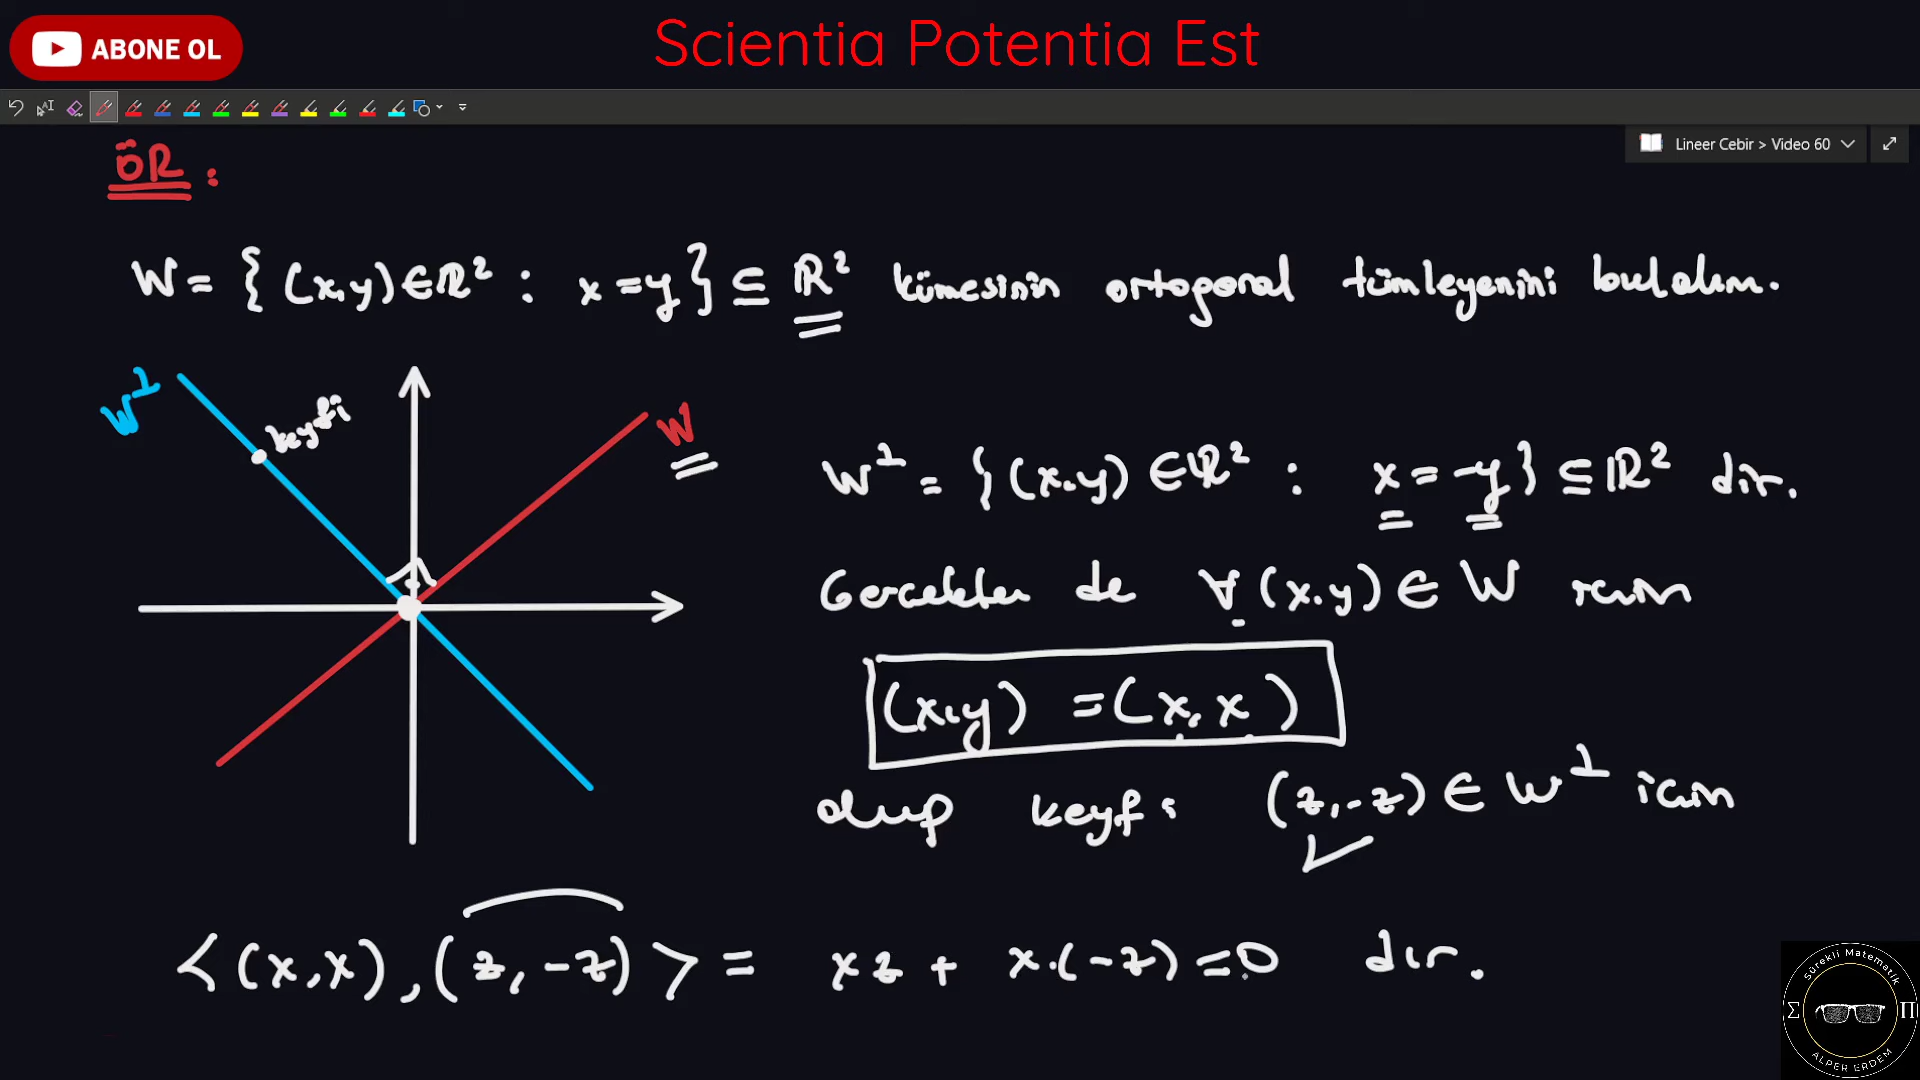 ABONE OL
Scientia Potentia Est
Lineer Cebir > Video 60
ÖR :
W = { (x,y) ∈ ℝ² : x = y } ⊆ ℝ² kümesinin ortogonal tümleyenini bulalım.
W⊥
keyfi
W
W⊥ = { (x,y) ∈ ℝ² : x = -y } ⊆ ℝ² dir.
Gerçekten de ∀ (x,y) ∈ W için
(x,y) = (x, x)
olup keyfi (z,-z) ∈ W⊥ için
< (x,x) , (z, -z) > = xz + x.(-z) = 0 dır.
Sürekli Matematik
Σ Π
ALPER ERDEM